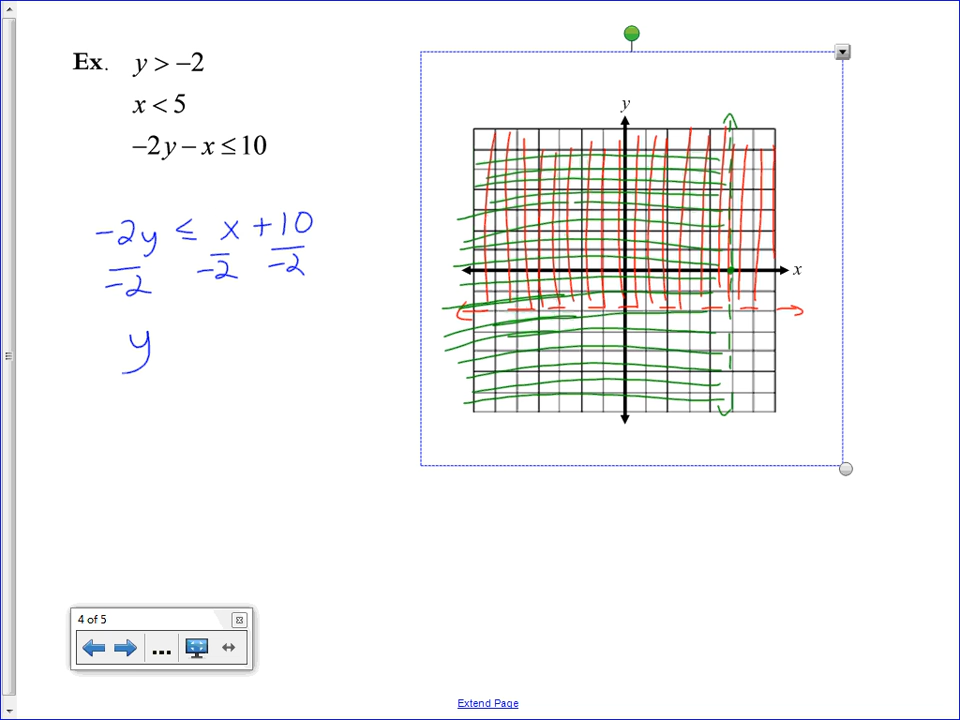 Ex. y > −2
x < 5
−2y − x ≤ 10
-2y ≤ x + 10
-2 -2 -2
y
y
x
4 of 5
...
Extend Page